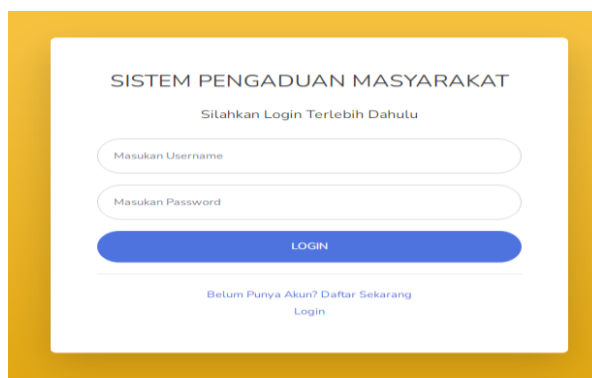 SISTEM PENGADUAN MASYARAKAT
Silahkan Login Terlebih Dahulu
Masukan Username
Masukan Password
LOGIN
Belum Punya Akun? Daftar Sekarang
Login